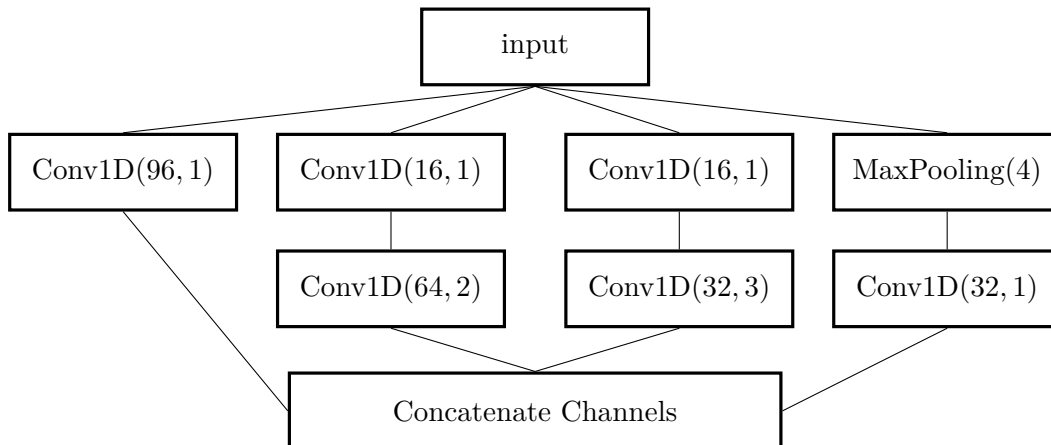 input
Conv1D(96, 1)
Conv1D(16, 1)
Conv1D(16, 1)
MaxPooling(4)
Conv1D(64, 2)
Conv1D(32, 3)
Conv1D(32, 1)
Concatenate Channels